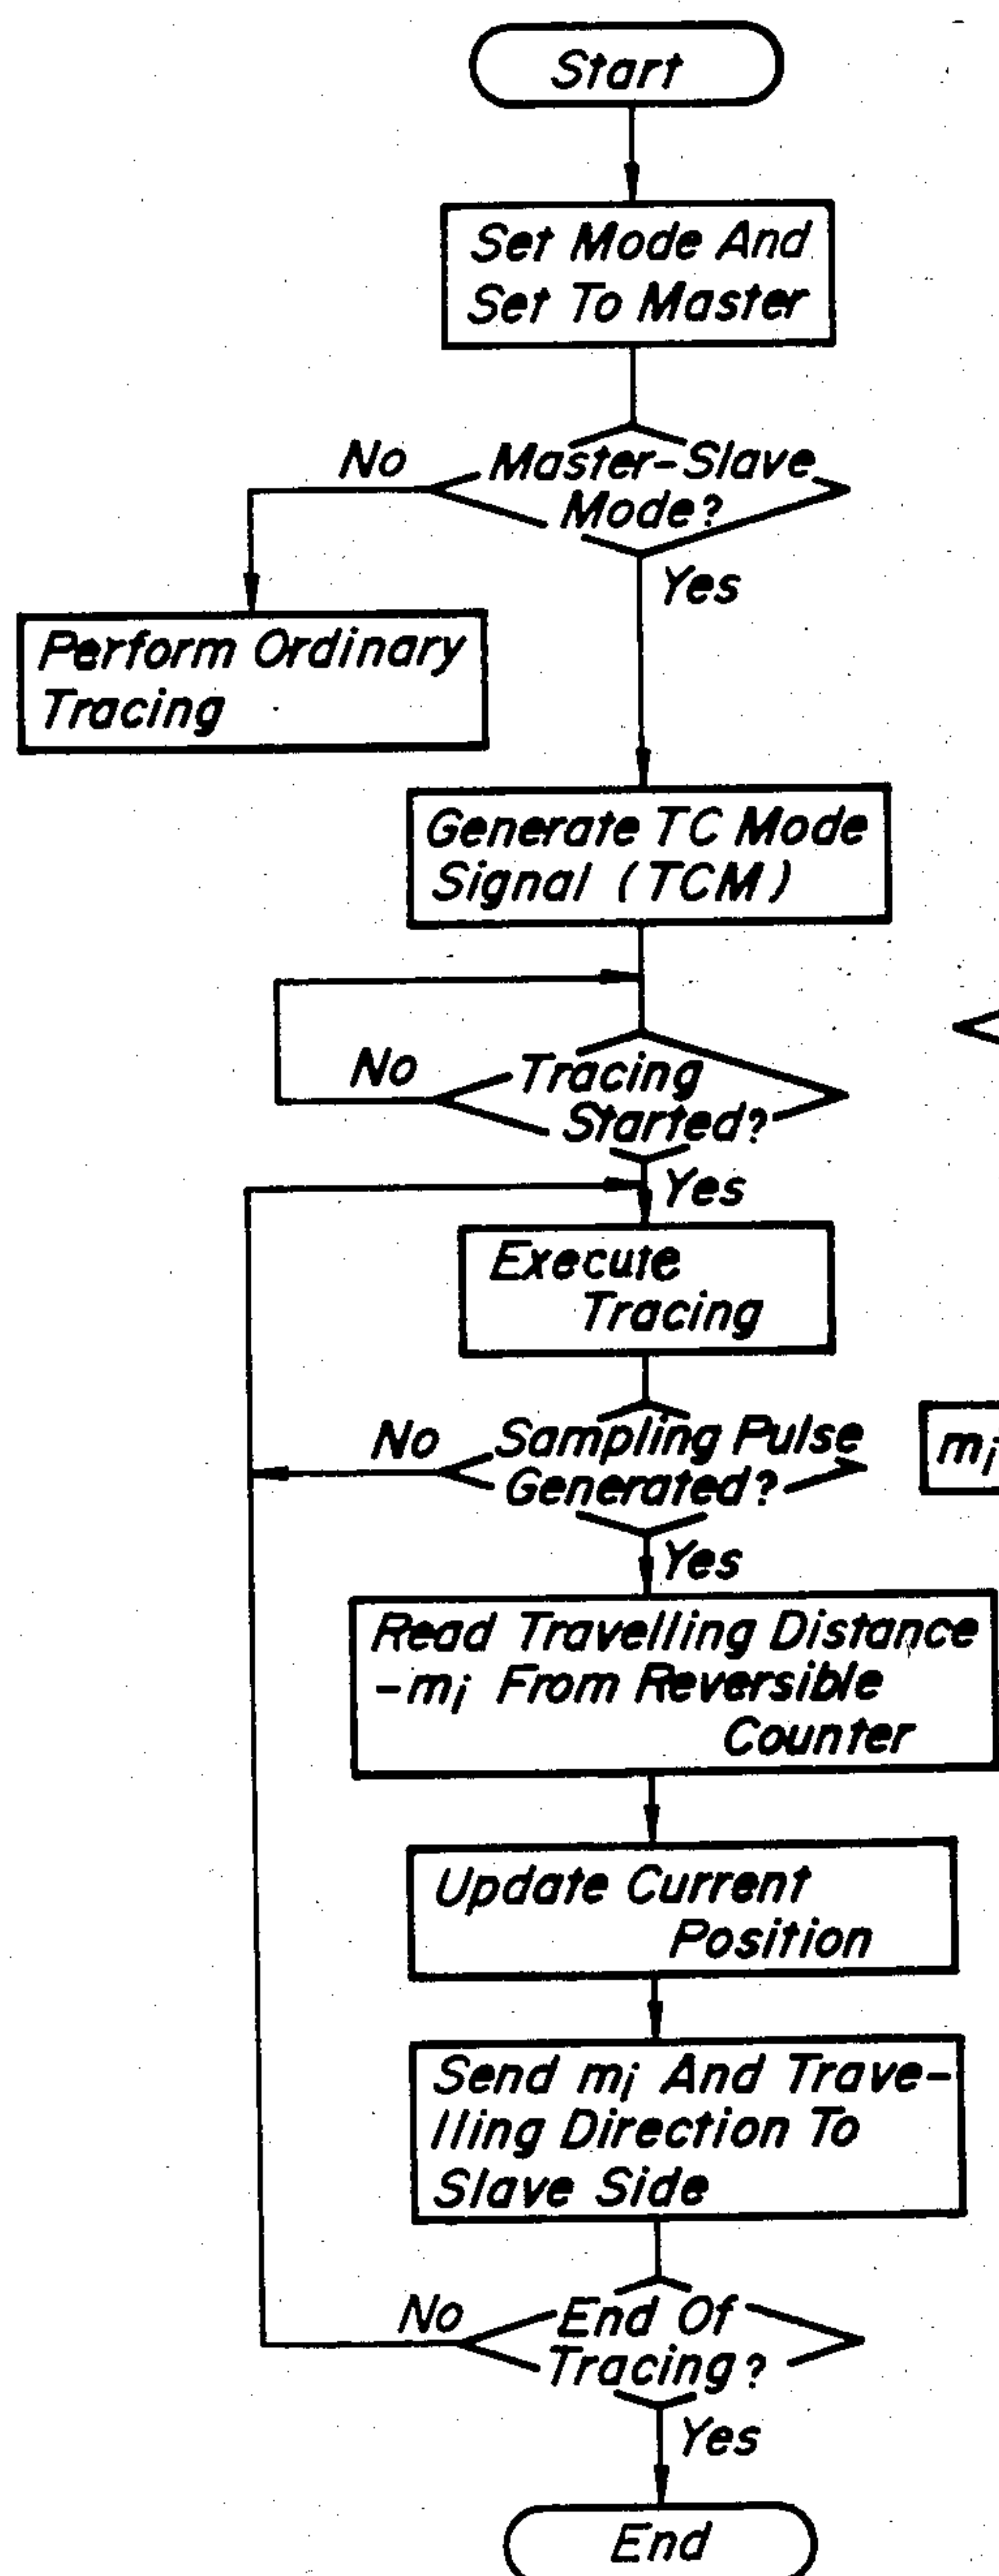 Start
Set Mode And
Set To Master
No
Master-Slave
Mode?
Yes
Perform Ordinary
Tracing
Generate TC Mode
Signal (TCM)
No
Tracing
Started?
Yes
Execute
Tracing
No
Sampling Pulse
Generated?
mi
Yes
Read Travelling Distance
-mi From Reversible
Counter
Update Current
Position
Send mi And Trave-
lling Direction To
Slave Side
No
End Of
Tracing?
Yes
End